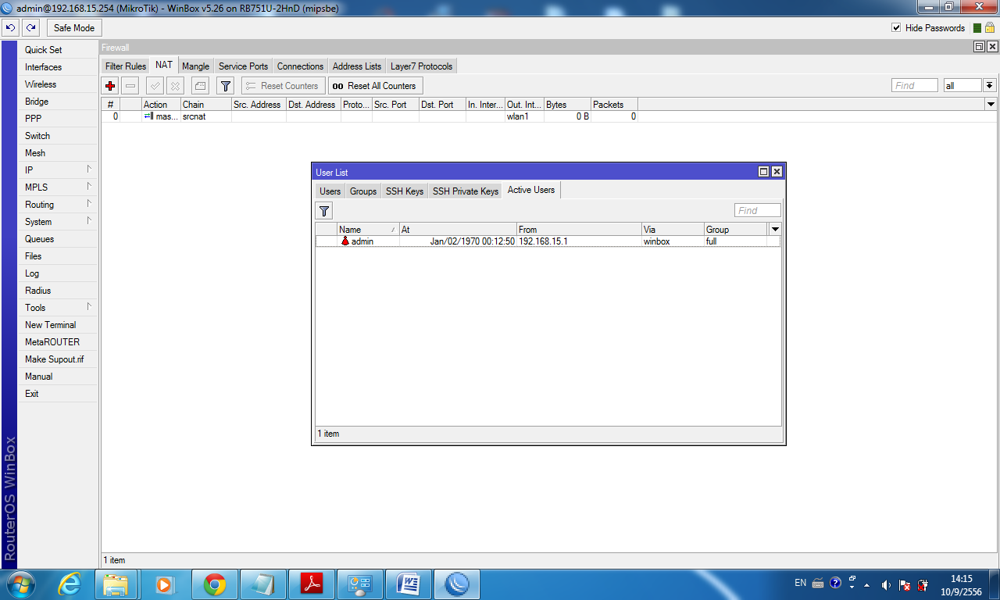 admin@192.168.15.254 (MikroTik) - WinBox v5.26 on RB751U-2HnD (mipsbe)
Safe Mode
Hide Passwords
Quick Set
Interfaces
Wireless
Bridge
PPP
Switch
Mesh
IP
MPLS
Routing
System
Queues
Files
Log
Radius
Tools
New Terminal
MetaROUTER
Make Supout.rif
Manual
Exit
RouterOS WinBox
Firewall
Filter Rules NAT Mangle Service Ports Connections Address Lists Layer7 Protocols
Reset Counters oo Reset All Counters Find all
# Action Chain Src. Address Dst. Address Proto... Src. Port Dst. Port In. Inter... Out. Int... Bytes Packets
0 mas... srcnat wlan1 0 B 0
User List
Users Groups SSH Keys SSH Private Keys Active Users
Find
Name At From Via Group
admin Jan/02/1970 00:12:50 192.168.15.1 winbox full
1 item
1 item
EN
14:15
10/9/2556